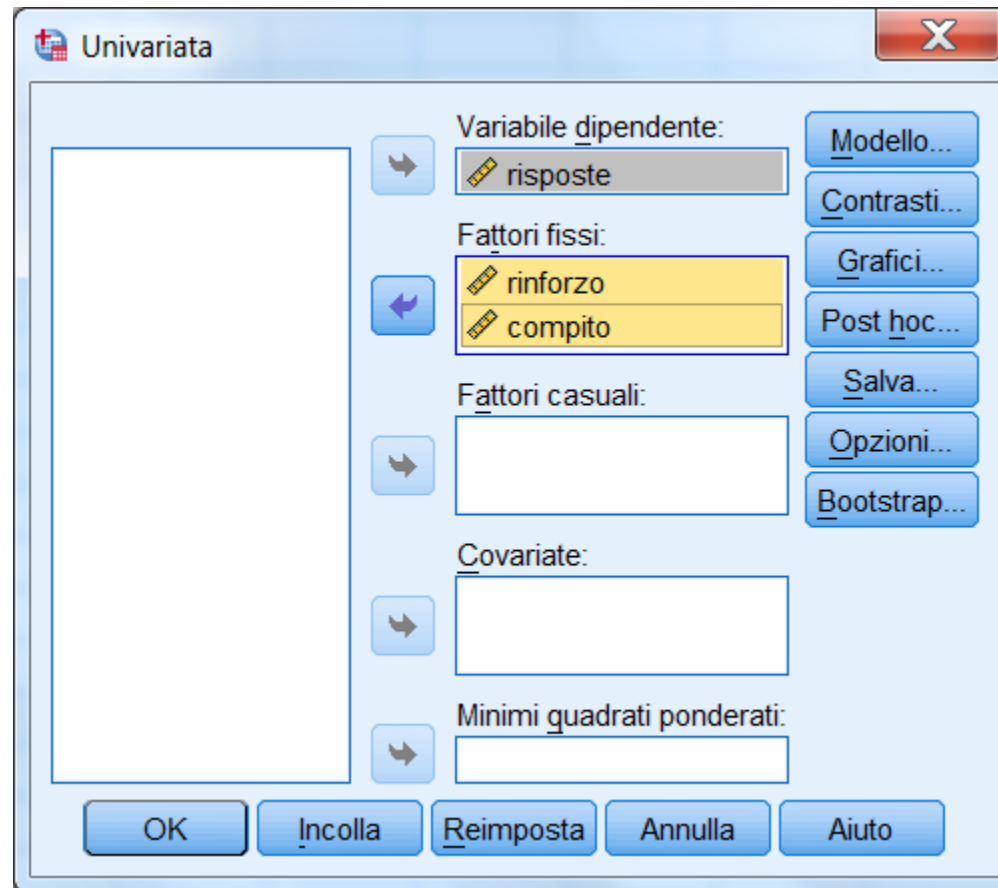 Univariata
Variabile dipendente:
risposte
Fattori fissi:
rinforzo
compito
Fattori casuali:
Covariate:
Minimi quadrati ponderati:
Modello...
Contrasti...
Grafici...
Post hoc...
Salva...
Opzioni...
Bootstrap...
OK
Incolla
Reimposta
Annulla
Aiuto